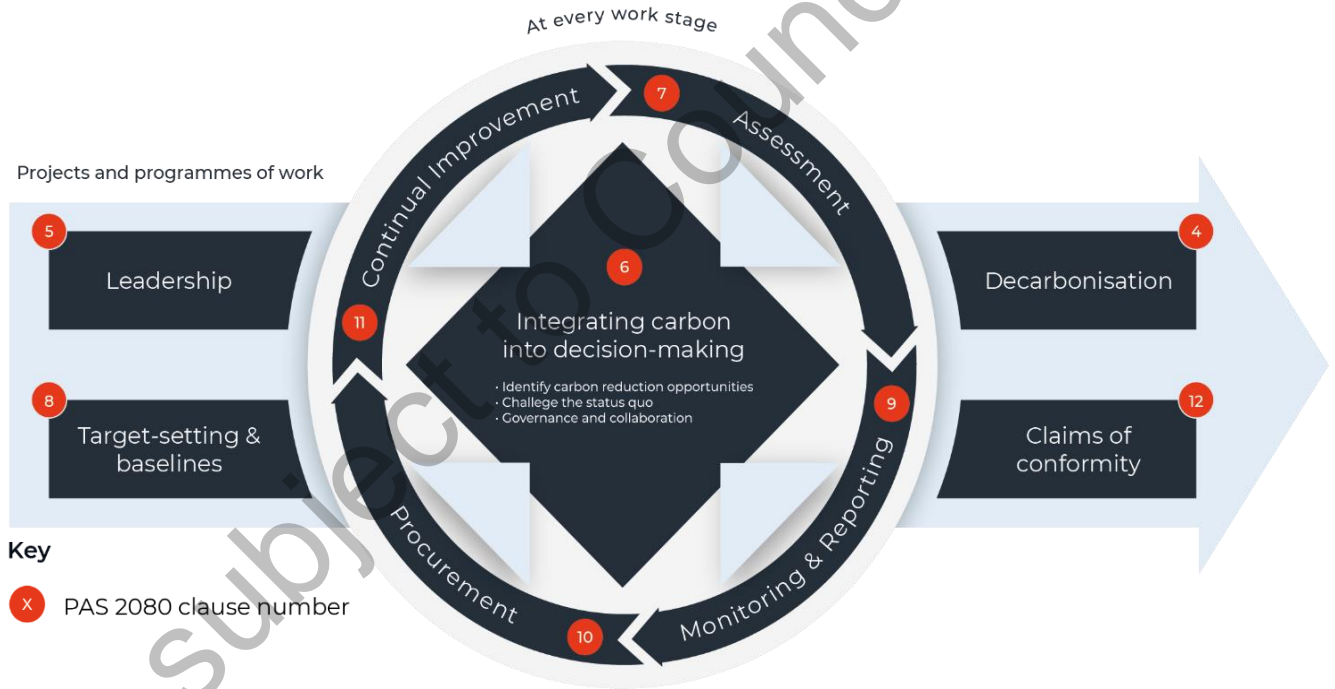 At every work stage
Projects and programmes of work
7
Assessment
Continual Improvement
11
5
Leadership
8
Target-setting &
baselines
6
Integrating carbon
into decision-making
• Identify carbon reduction opportunities
• Challege the status quo
• Governance and collaboration
4
Decarbonisation
12
Claims of
conformity
9
Monitoring & Reporting
10
Procurement
Key
X PAS 2080 clause number
subject to Counc